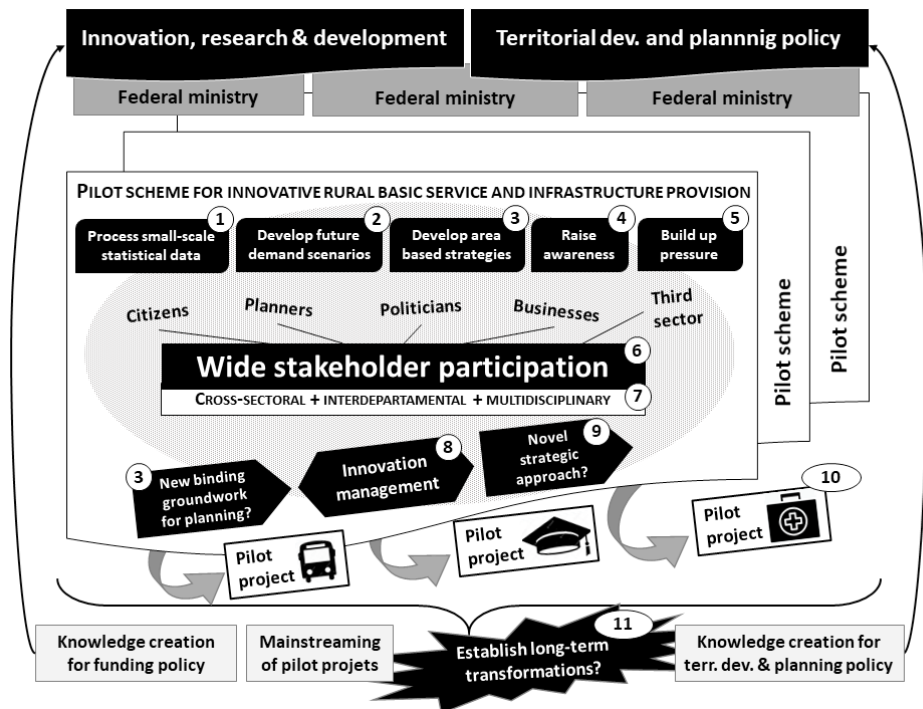 Innovation, research & development
Territorial dev. and plannnig policy
Federal ministry
Federal ministry
Federal ministry
PILOT SCHEME FOR INNOVATIVE RURAL BASIC SERVICE AND INFRASTRUCTURE PROVISION
1
Process small-scale
statistical data
2
Develop future
demand scenarios
3
Develop area
based strategies
4
Raise
awareness
5
Build up
pressure
Citizens
Planners
Politicians
Businesses
Third
sector
Pilot scheme
Pilot scheme
Wide stakeholder participation
6
CROSS-SECTORAL + INTERDEPARTAMENTAL + MULTIDISCIPLINARY
7
3
New binding
groundwork
for planning?
8
Innovation
management
9
Novel
strategic
approach?
10
Pilot
project
Pilot
project
Pilot
project
11
Establish long-term
transformations?
Knowledge creation
for funding policy
Mainstreaming
of pilot projets
Knowledge creation for
terr. dev. & planning policy